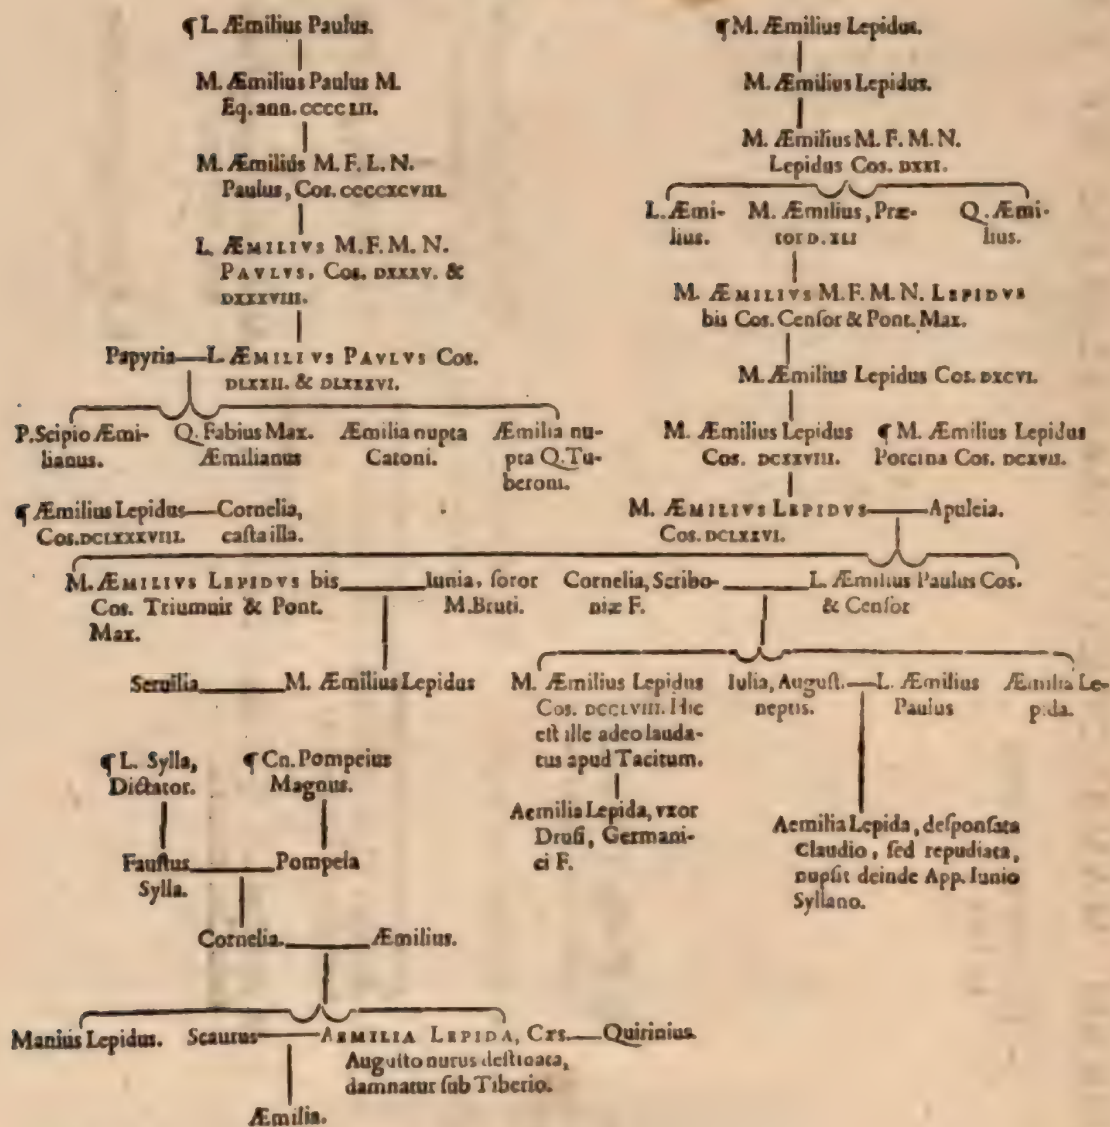 ¶ L. Æmilius Paulus.
M. Æmilius Paulus M.
Eq. ann. CCCCLII.
M. Æmilius M. F. L. N.
Paulus, Cos. CCCCXCVIII.
L. ÆMILIVS M. F. M. N.
PAVLVS, Cos. DXXXV. &
DXXXVIII.
Papyria L. ÆMILIVS PAVLVS Cos.
DLXXII. & DLXXXVI.
P. Scipio Æmi-
lianus.
Q. Fabius Max.
Æmilianus
Æmilia nupta
Catoni.
Æmilia nu-
pta Q. Tu-
beroni.
¶ M. Æmilius Lepidus.
M. Æmilius Lepidus.
M. Æmilius M. F. M. N.
Lepidus Cos. DXXI.
L. Æmi-
lius.
M. Æmilius, Præ-
tor D. XLI
Q. Æmi-
lius.
M. ÆMILIVS M. F. M. N. LEPIDVS
bis Cos. Cenſor & Pont. Max.
M. Æmilius Lepidus Cos. DXCVI.
M. Æmilius Lepidus
Cos. DCXXVIII.
¶ M. Æmilius Lepidus
Porcina Cos. DCXVII.
¶ Æmilius Lepidus Cornelia,
Cos. DCLXXXVIII. caſta illa.
M. ÆMILIVS LEPIDVS Apuleia.
Cos. DCLXXVI.
M. ÆMILIVS LEPIDVS bis
Cos. Triumuir & Pont.
Max.
Iunia, ſoror
M. Bruti.
Cornelia, Scribo-
niæ F.
L. Æmilius Paulus Cos.
& Cenſor
Seruilia M. Æmilius Lepidus
M. Æmilius Lepidus
Cos. DCCLVIII. Hic
eſt ille adeo lauda-
tus apud Tacitum.
Iulia, Auguſt.
neptis.
L. Æmilius
Paulus
Æmilia Le-
pida.
Aemilia Lepida, vxor
Druſi, Germani-
ci F.
Aemilia Lepida, deſponſata
Claudio, ſed repudiata,
nupſit deinde App. Iunio
Syllano.
¶ L. Sylla,
Dictator.
¶ Cn. Pompeius
Magnus.
Fauſtus
Sylla.
Pompeia
Cornelia. Æmilius.
Manius Lepidus. Scaurus AEMILIA LEPIDA, C&aelig;s. Quirinius.
Auguſto nurus deſtinata,
damnatur ſub Tiberio.
Æmilia.